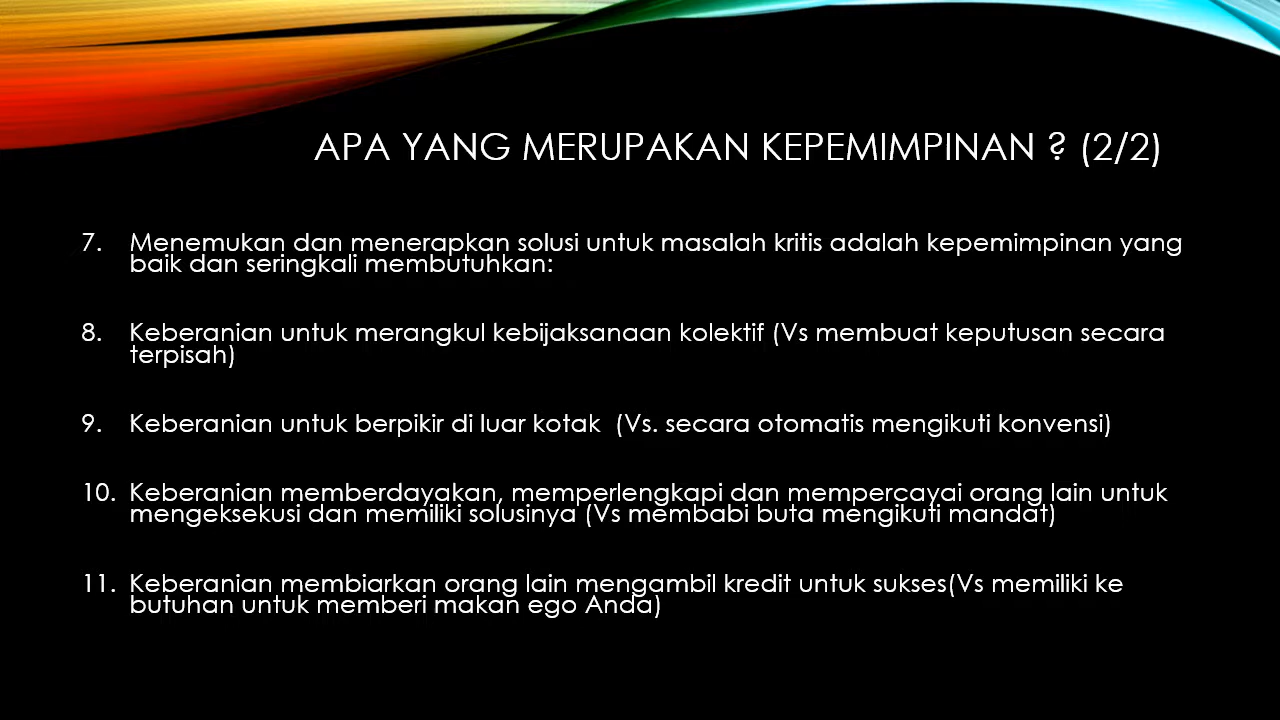 APA YANG MERUPAKAN KEPEMIMPINAN ? (2/2)
7. Menemukan dan menerapkan solusi untuk masalah kritis adalah kepemimpinan yang
baik dan seringkali membutuhkan:
8. Keberanian untuk merangkul kebijaksanaan kolektif (Vs membuat keputusan secara
terpisah)
9. Keberanian untuk berpikir di luar kotak  (Vs. secara otomatis mengikuti konvensi)
10. Keberanian memberdayakan, memperlengkapi dan mempercayai orang lain untuk
mengeksekusi dan memiliki solusinya (Vs membabi buta mengikuti mandat)
11. Keberanian membiarkan orang lain mengambil kredit untuk sukses(Vs memiliki ke
butuhan untuk memberi makan ego Anda)